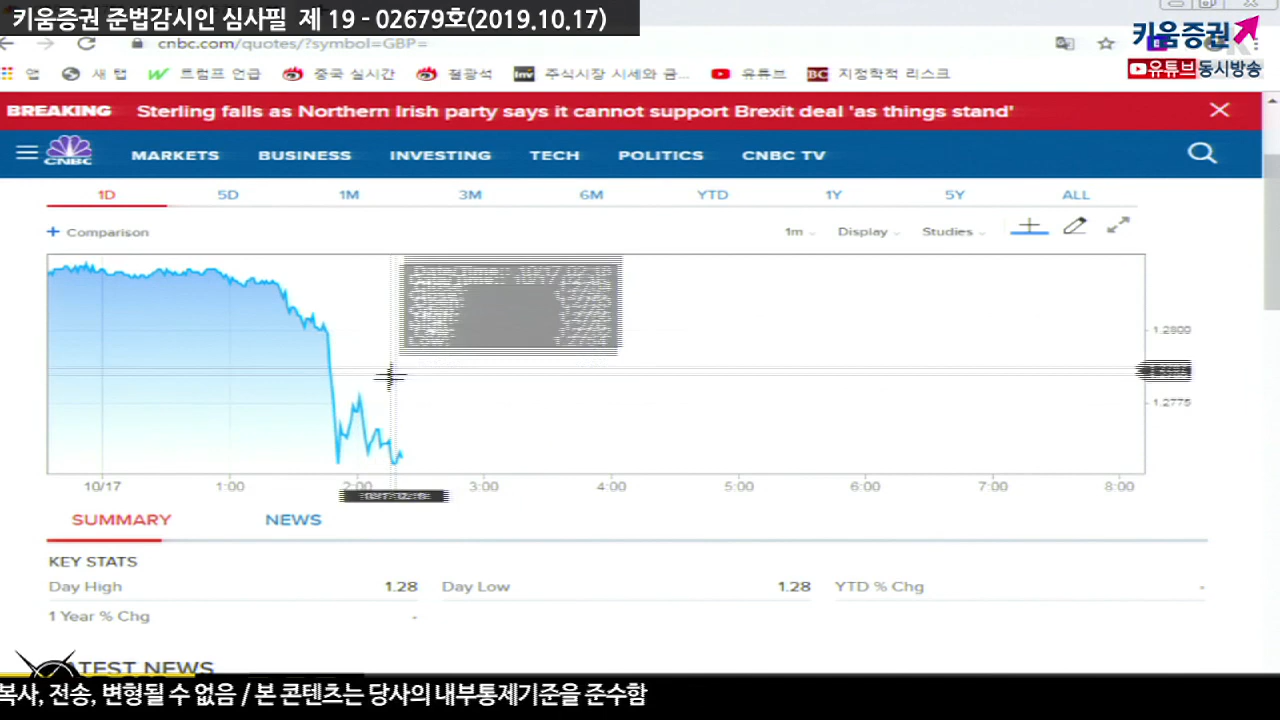 키움증권 준법감시인 심사필 제 19 - 02679호(2019.10.17)
cnbc.com/quotes/?symbol=GBP=
키움증권
앱 새 탭 트럼프 언급 중국 실시간 철광석 Inv 주식시장 시세와 금... 유튜브 BC 지정학적 리스크
유튜브동시방송
BREAKING Sterling falls as Northern Irish party says it cannot support Brexit deal 'as things stand'
CNBC MARKETS BUSINESS INVESTING TECH POLITICS CNBC TV
1D 5D 1M 3M 6M YTD 1Y 5Y ALL
+ Comparison 1m Display Studies
1.2800
1.2775
10/17 1:00 2:00 3:00 4:00 5:00 6:00 7:00 8:00
SUMMARY NEWS
KEY STATS
Day High 1.28 Day Low 1.28 YTD % Chg -
1 Year % Chg -
LATEST NEWS
복사, 전송, 변형될 수 없음 / 본 콘텐츠는 당사의 내부통제기준을 준수함